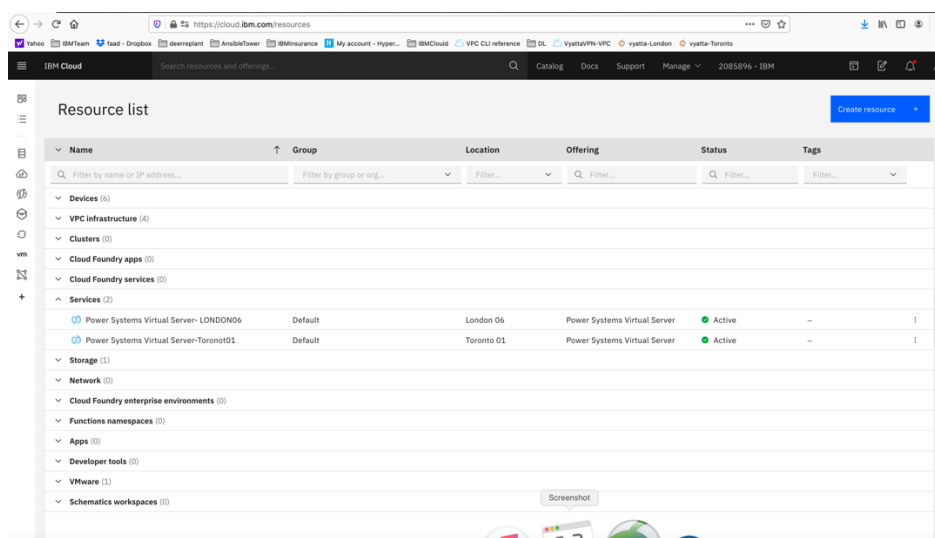 https://cloud.ibm.com/resources
Yahoo IBMTeam faad - Dropbox deerreplant AnsibleTower IBMinsurance My account - Hyper... IBMClouid VPC CLI reference DL VyattaVPN-VPC vyatta-London vyatta-Toronto
IBM Cloud Search resources and offerings... Catalog Docs Support Manage 2085896 - IBM
Resource list
Create resource +
Name Group Location Offering Status Tags
Filter by name or IP address... Filter by group or org... Filter... Filter... Filter... Filter...
Devices (6)
VPC infrastructure (4)
Clusters (0)
Cloud Foundry apps (0)
vm
Cloud Foundry services (0)
Services (2)
Power Systems Virtual Server- LONDON06 Default London 06 Power Systems Virtual Server Active –
Power Systems Virtual Server-Toronot01 Default Toronto 01 Power Systems Virtual Server Active –
Storage (1)
Network (0)
Cloud Foundry enterprise environments (0)
Functions namespaces (0)
Apps (0)
Developer tools (0)
VMware (1)
Schematics workspaces (0)
Screenshot